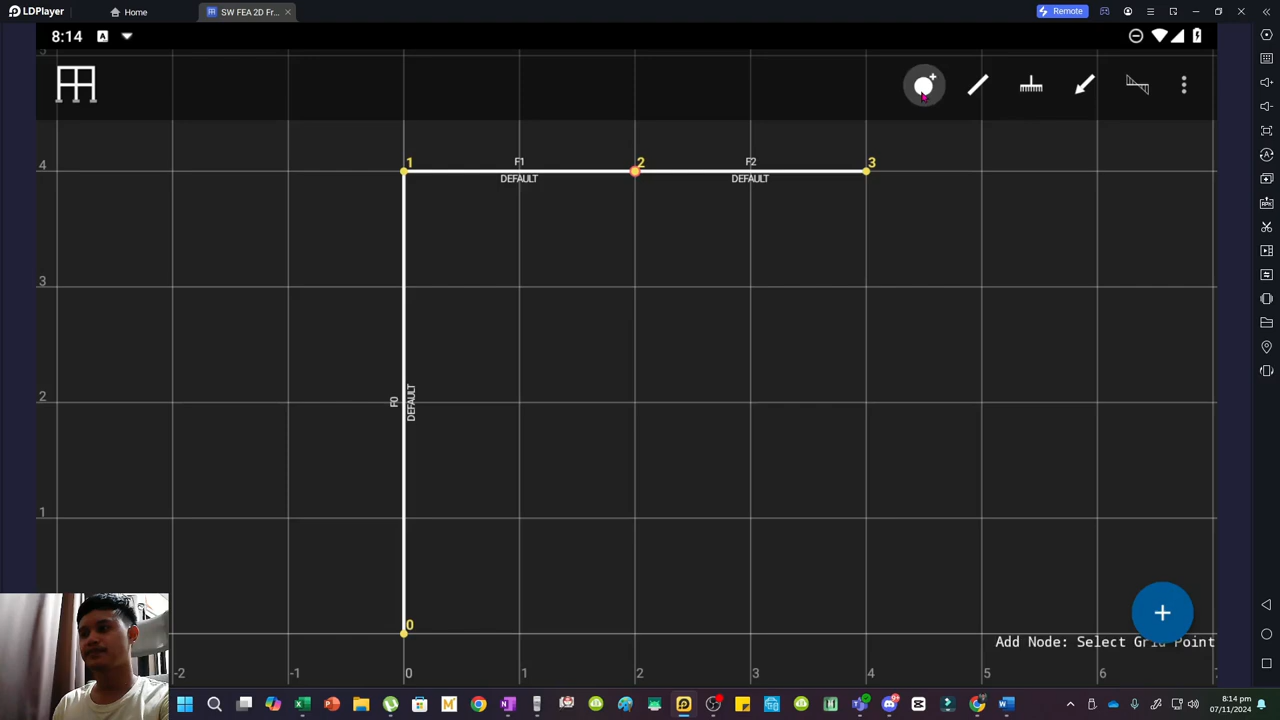 LDPlayer
Home
SW FEA 2D Fr...
Remote
8:14
A
5
4
3
2
1
1
F1
DEFAULT
2
F2
DEFAULT
3
F0
DEFAULT
0
Add Node: Select Grid Point
-2
-1
0
1
2
3
4
5
6
8:14 pm
07/11/2024